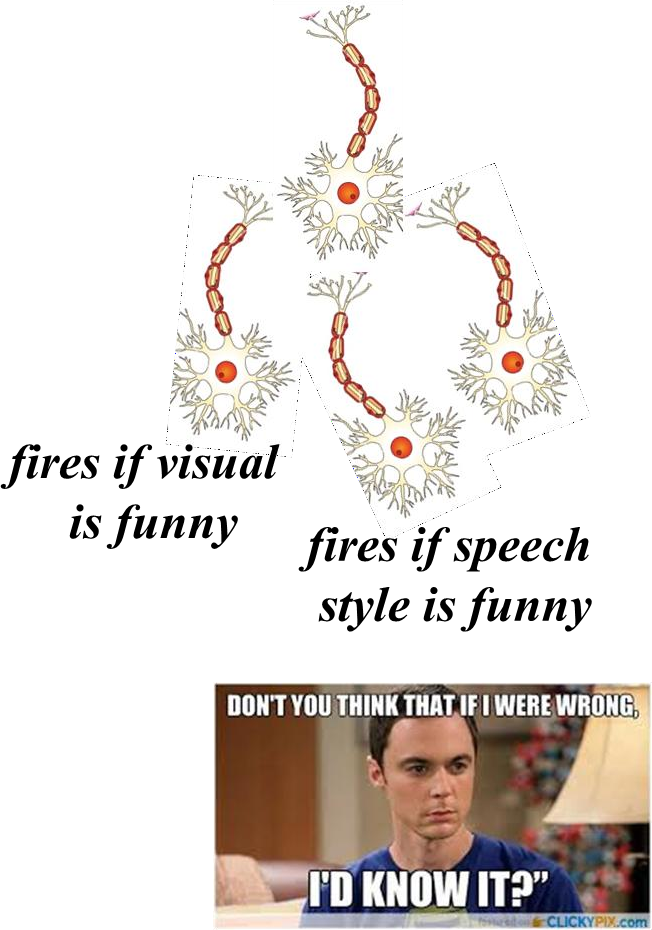 fires if visual
is funny
fires if speech
style is funny
DON'T YOU THINK THAT IF I WERE WRONG,
I'D KNOW IT?”
CLICKYPIX.com